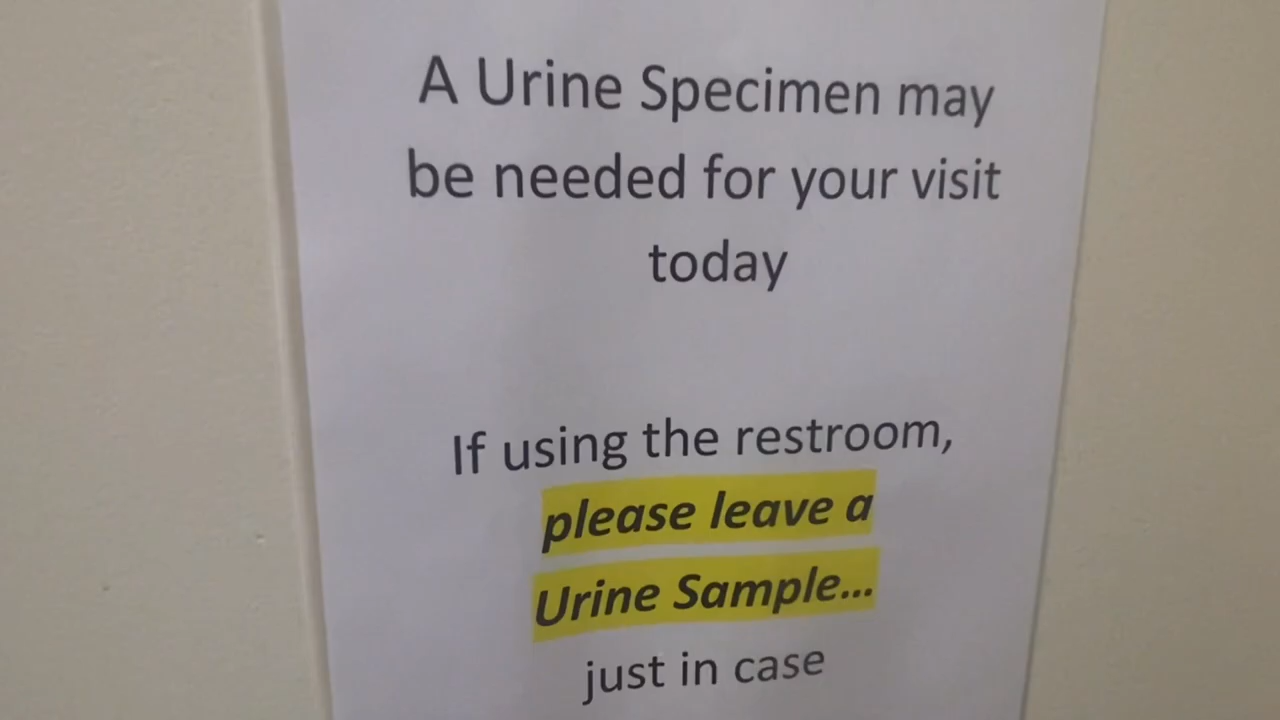 A Urine Specimen may
be needed for your visit
today
If using the restroom,
please leave a
Urine Sample...
just in case